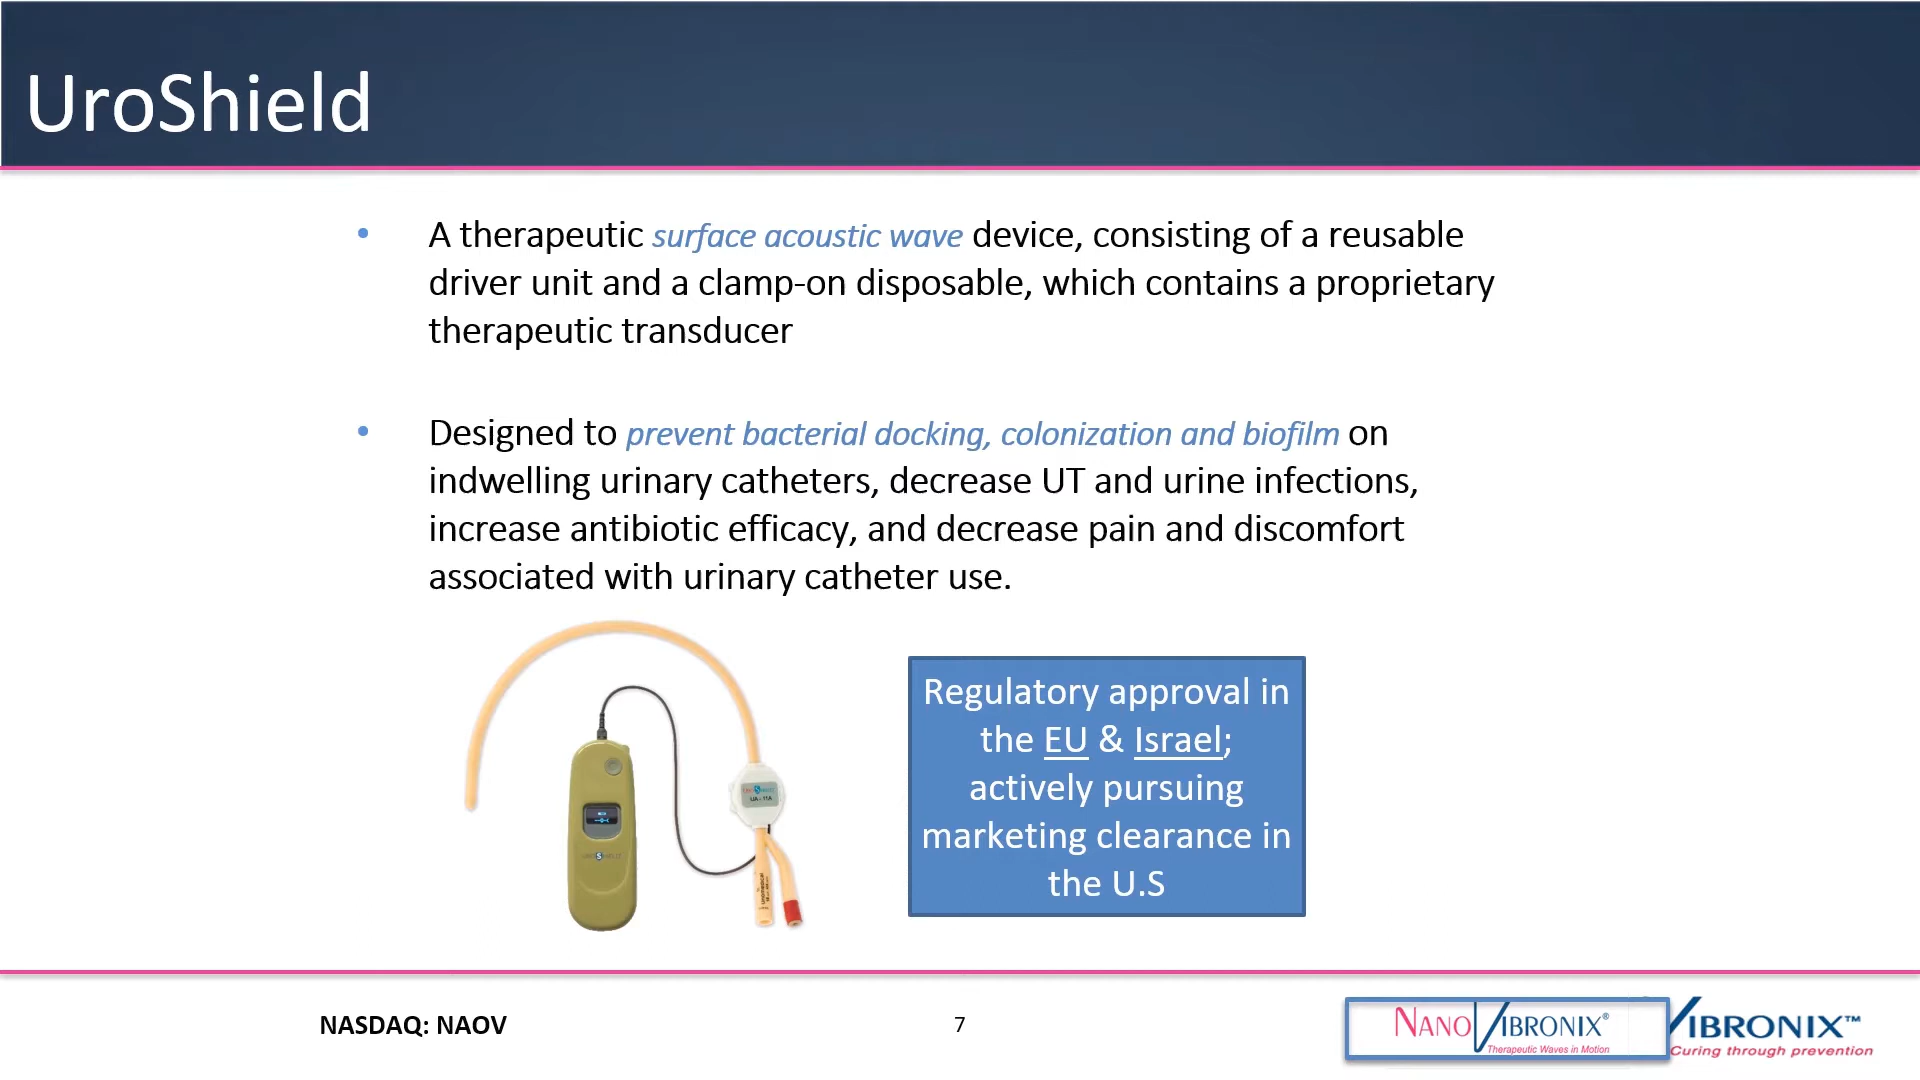 UroShield
• A therapeutic surface acoustic wave device, consisting of a reusable
driver unit and a clamp-on disposable, which contains a proprietary
therapeutic transducer
• Designed to prevent bacterial docking, colonization and biofilm on
indwelling urinary catheters, decrease UT and urine infections,
increase antibiotic efficacy, and decrease pain and discomfort
associated with urinary catheter use.
UA-11A
Regulatory approval in
the EU & Israel;
actively pursuing
marketing clearance in
the U.S
NASDAQ: NAOV
7
NANOVIBRONIX®
Therapeutic Waves in Motion
VIBRONIX™
Curing through prevention